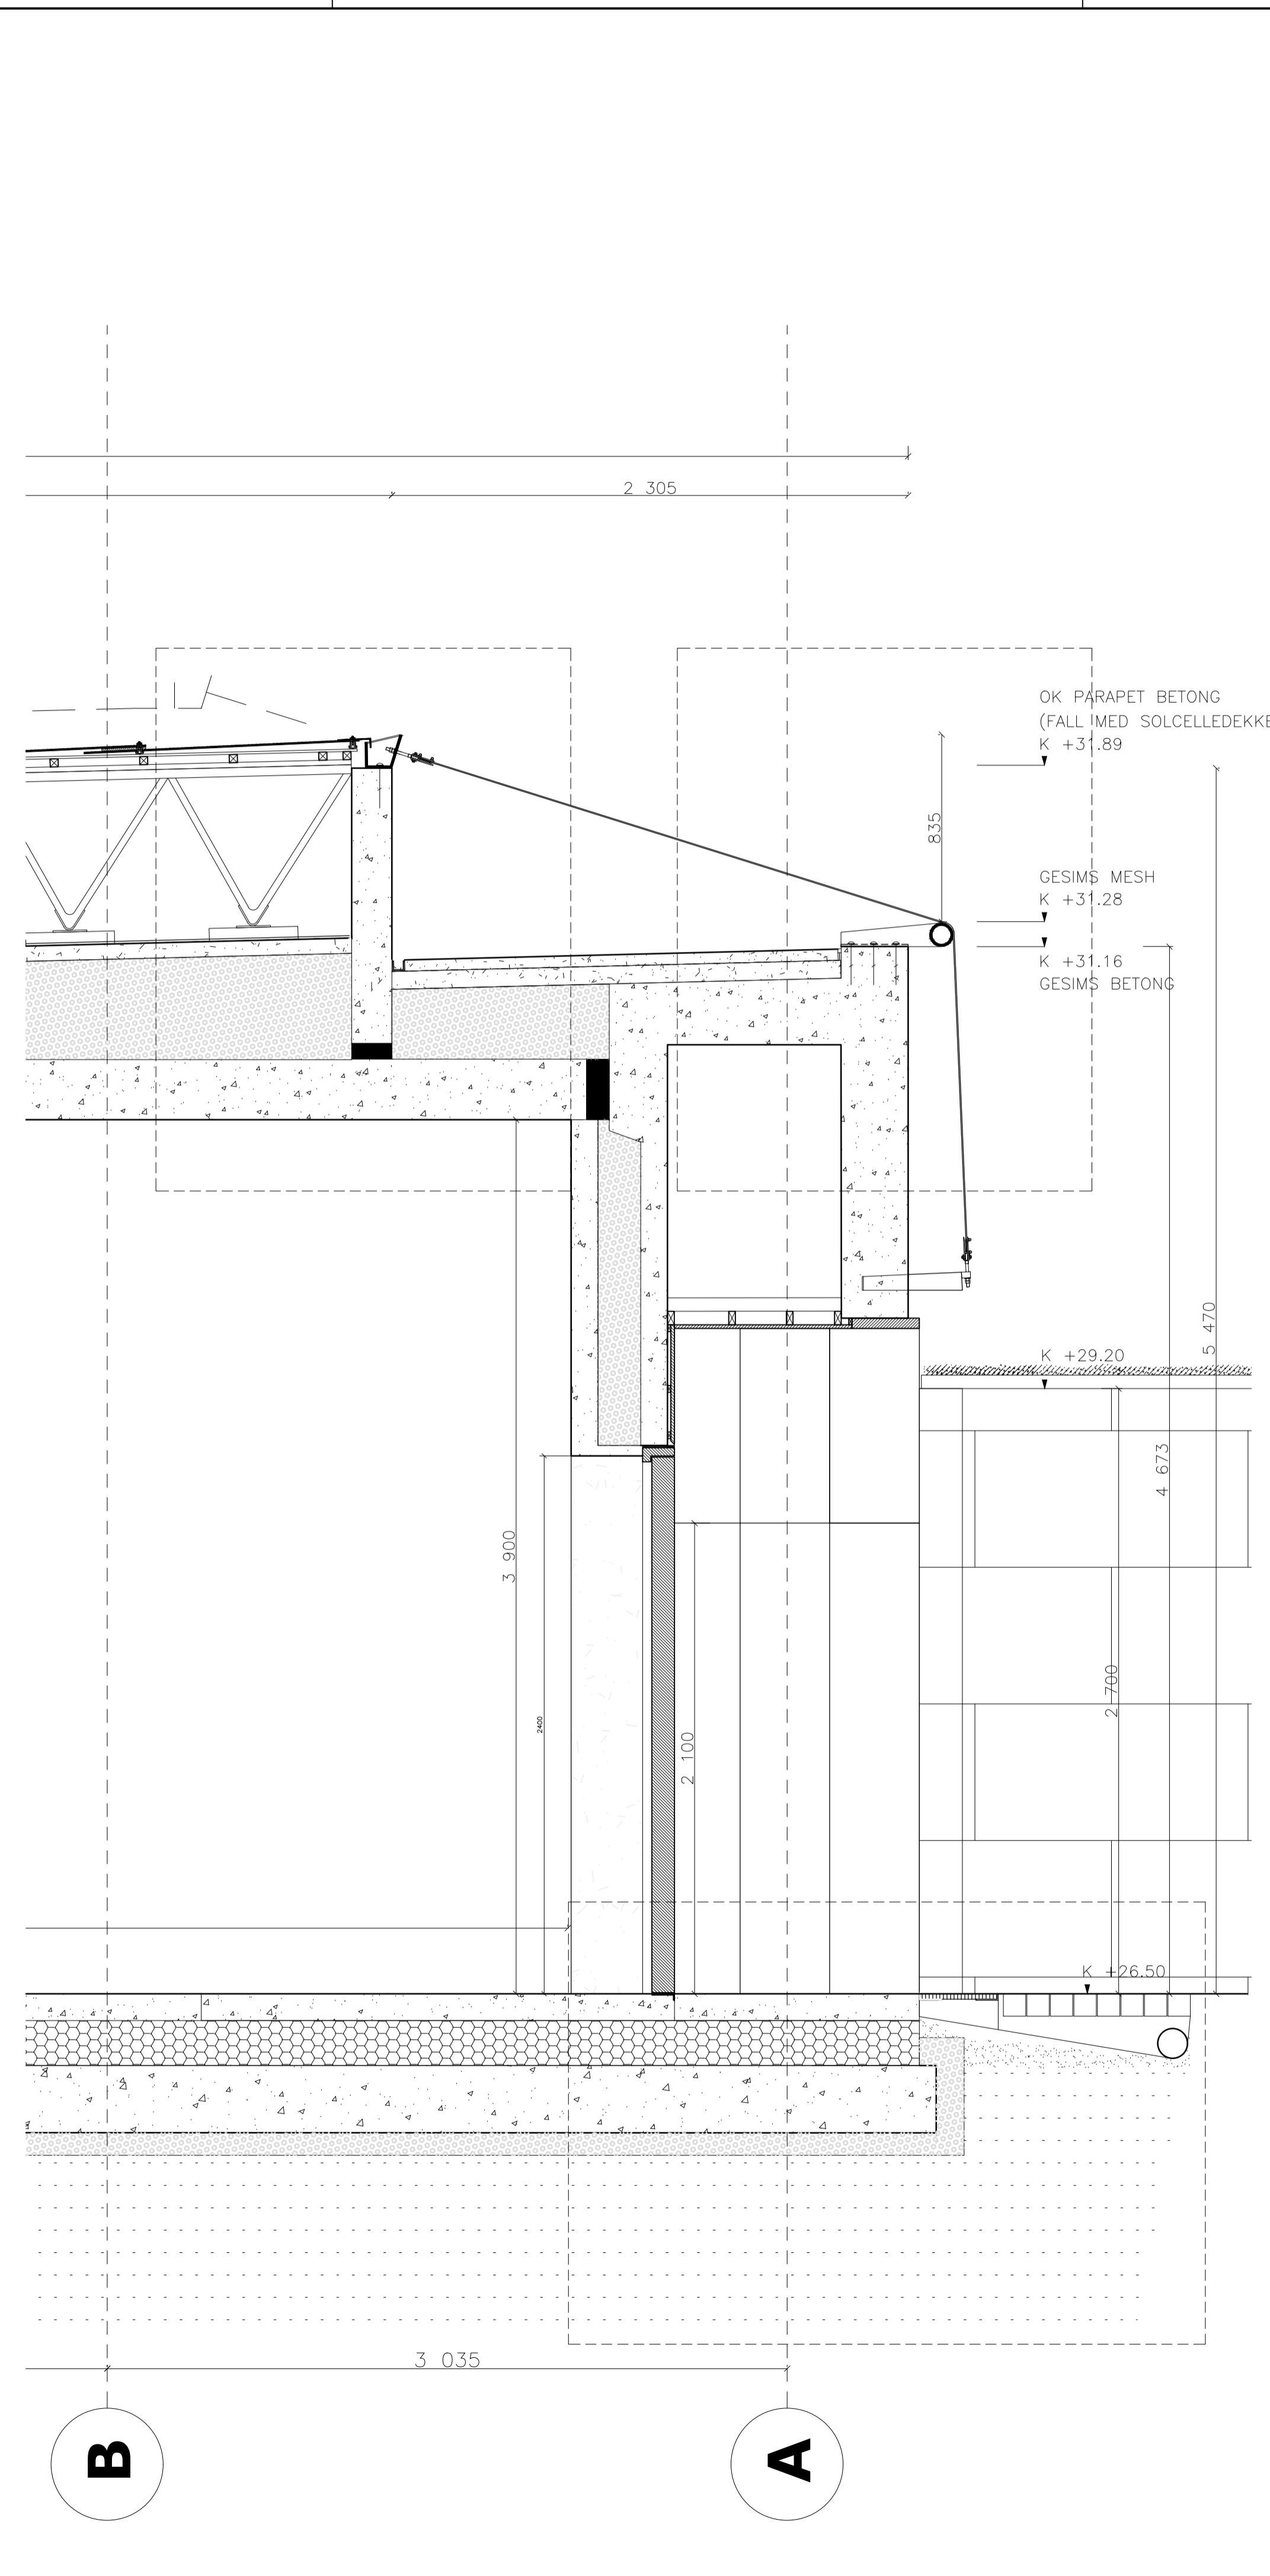 2 305
OK PARAPET BETONG
(FALL MED SOLCELLEDEKKE
K +31.89
835
GESIMS MESH
K +31.28
K +31.16
GESIMS BETONG
5 470
K +29.20
4 673
3 900
2 700
2400
2 100
K +26.50
3 035
B
A